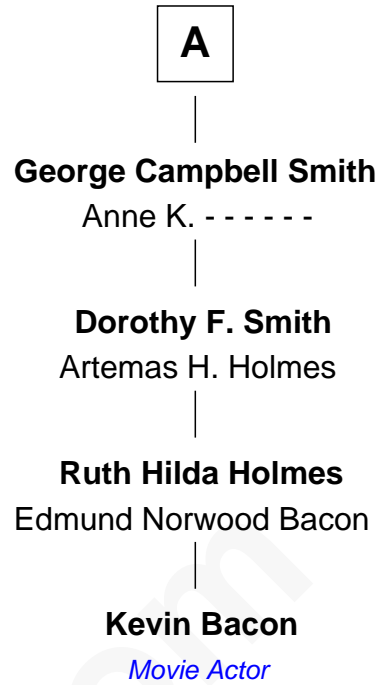 A
George Campbell Smith
Anne K. - - - - - -
Dorothy F. Smith
Artemas H. Holmes
Ruth Hilda Holmes
Edmund Norwood Bacon
Kevin Bacon
Movie Actor